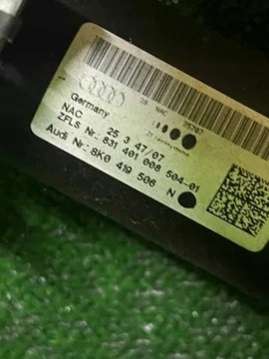 Germany
NAC 25 3 47/07
ZFLS Nr.: 831 401 008 504-01
Audi Nr.: 8K0 419 506 N